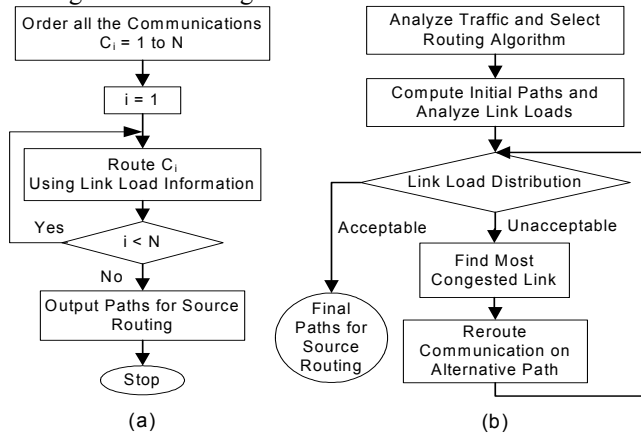 Order all the Communications
Ci = 1 to N
i = 1
Route Ci
Using Link Load Information
Yes
i < N
No
Output Paths for Source
Routing
Stop
(a)
Analyze Traffic and Select
Routing Algorithm
Compute Initial Paths and
Analyze Link Loads
Link Load Distribution
Acceptable
Unacceptable
Find Most
Congested Link
Final
Paths for
Source
Routing
Reroute
Communication on
Alternative Path
(b)